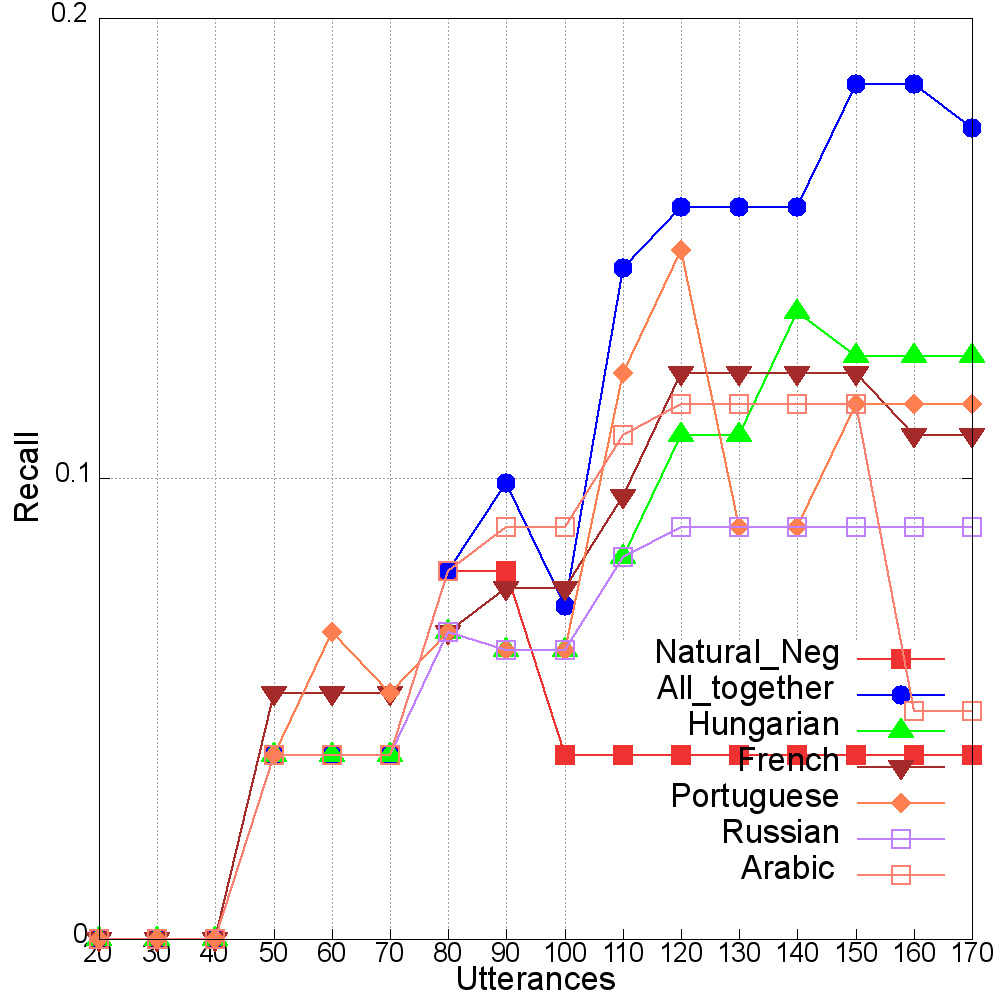 0.2
0.1
0
Recall
20 30 40 50 60 70 80 90 100 110 120 130 140 150 160 170
Utterances
Natural_Neg
All_together
Hungarian
French
Portuguese
Russian
Arabic